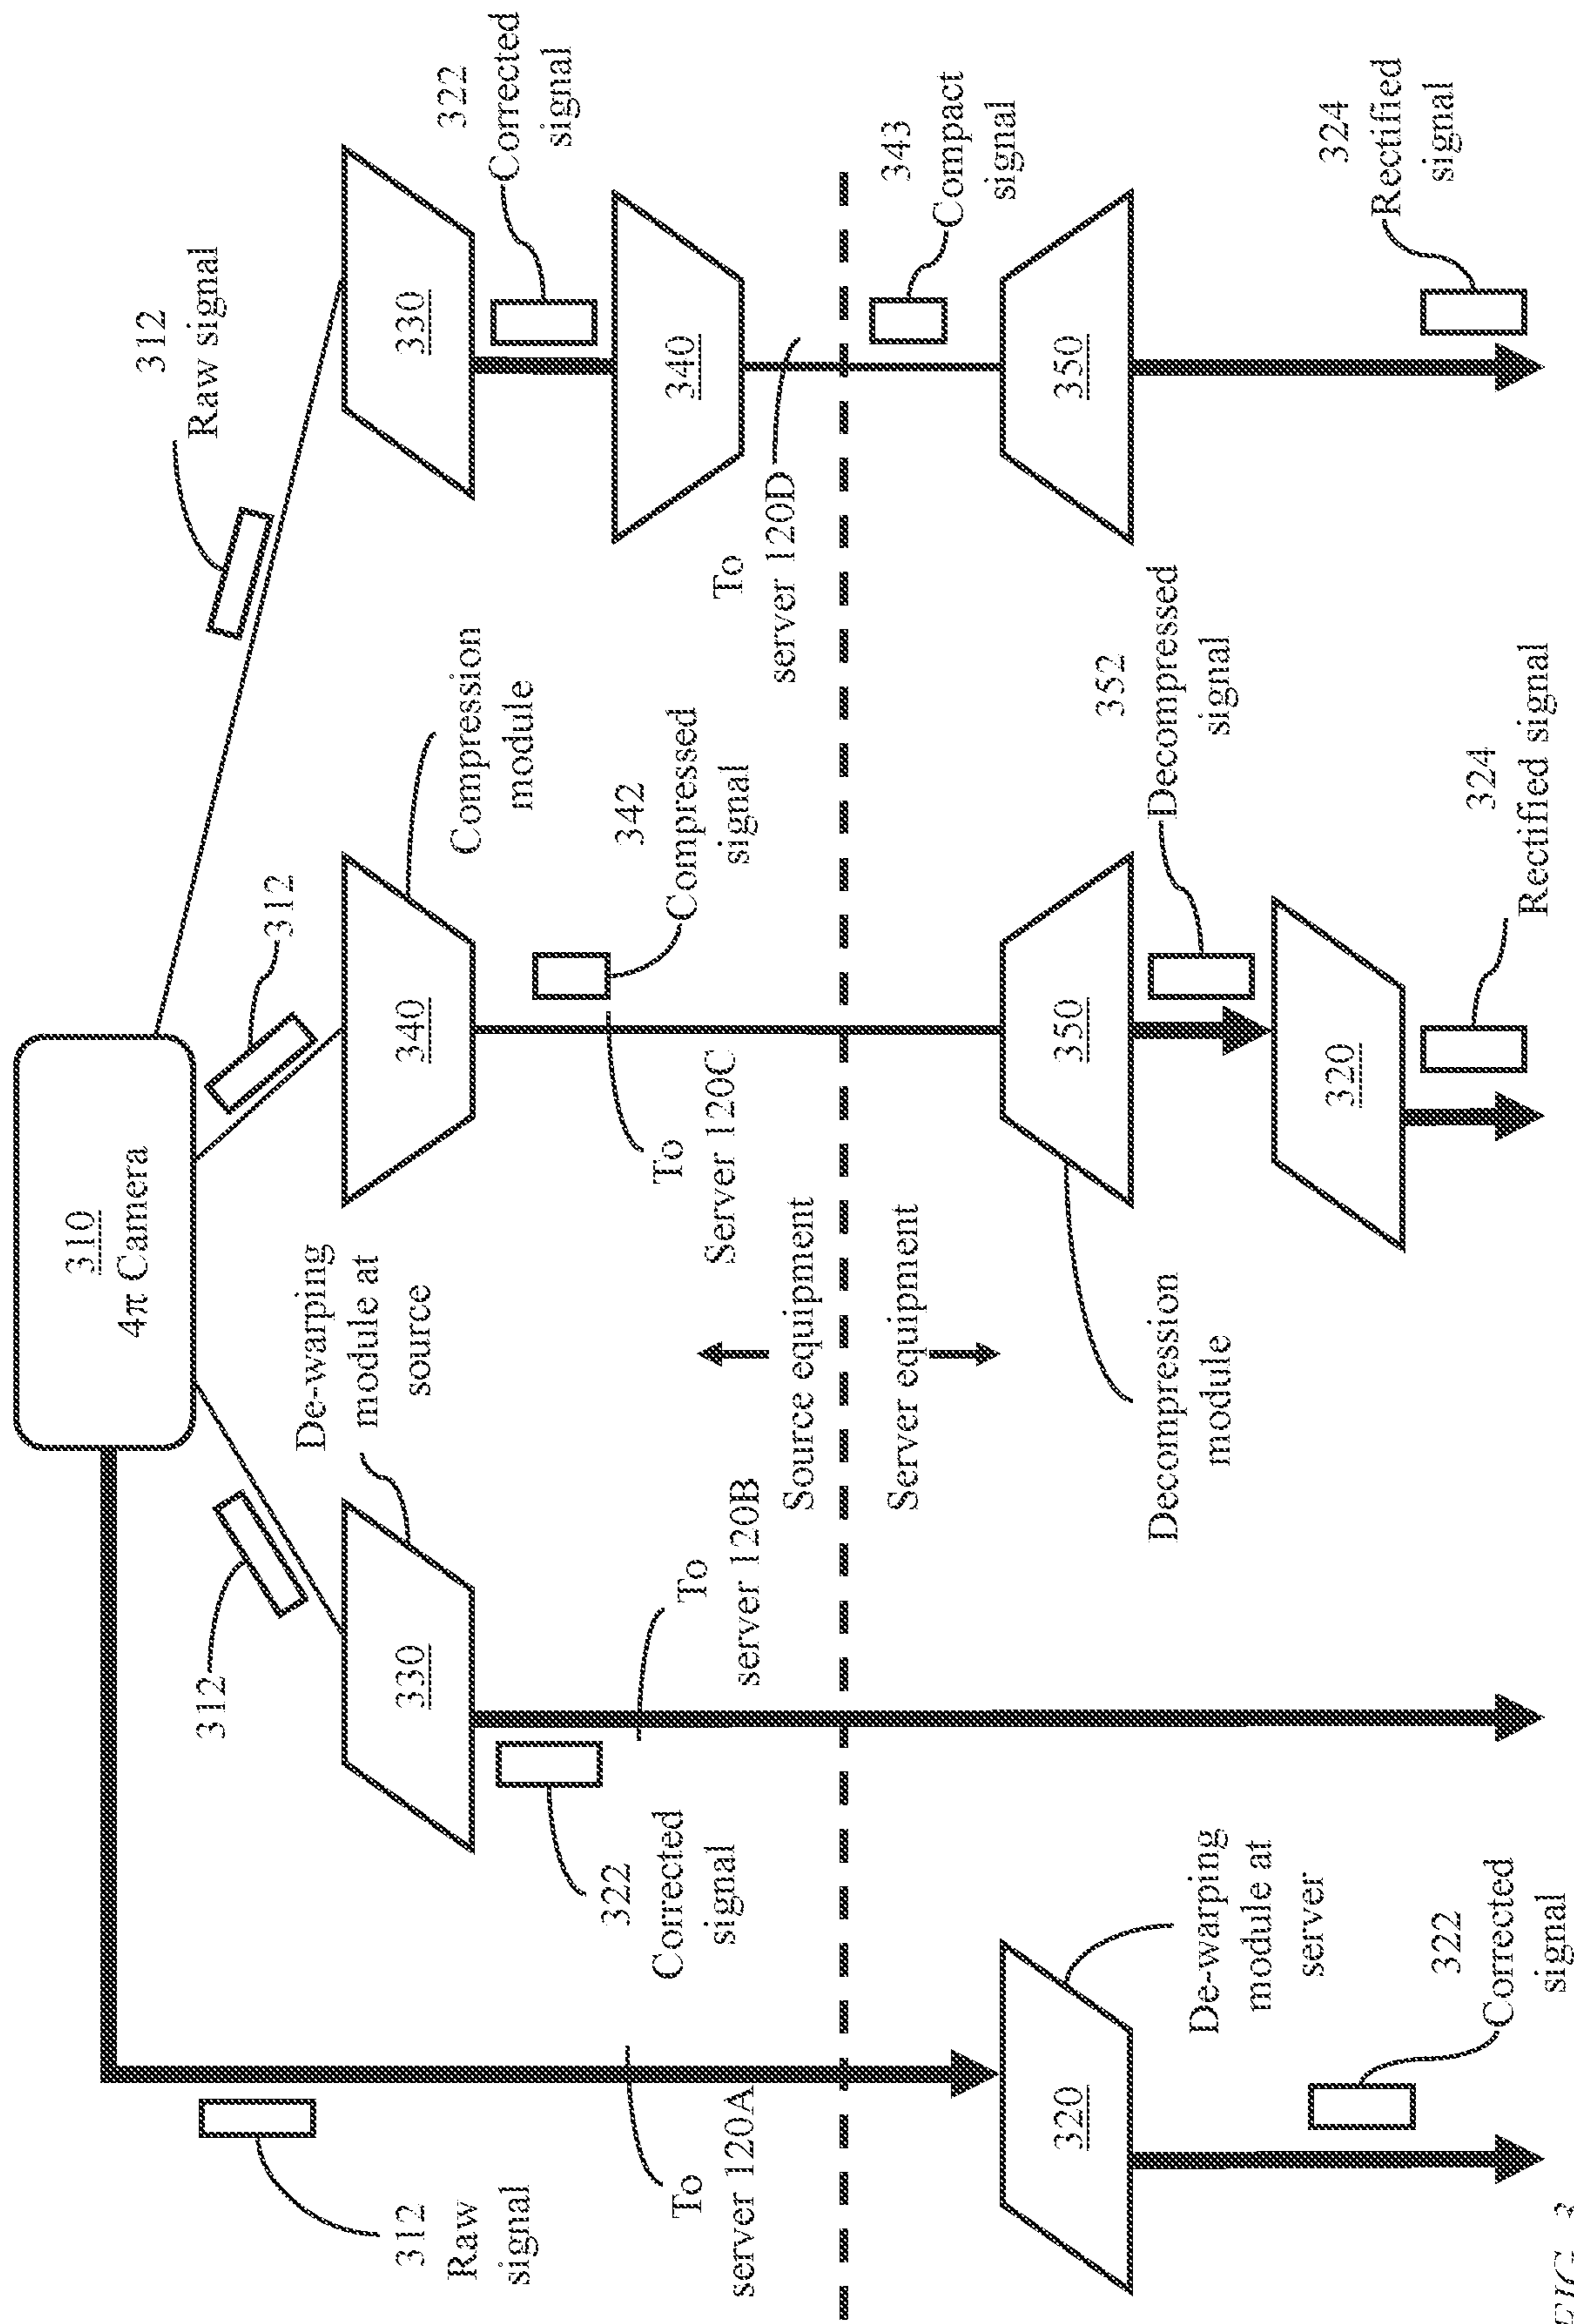 310
4π Camera
312
Raw signal
312
312
312
Raw
signal
De-warping
module at
source
330
340
Compression
module
330
322
Corrected
signal
340
322
Corrected
signal
342
Compressed
signal
To
server 120A
To
server 120B
To
Server 120C
To
server 120D
Source equipment
Server equipment
343
Compact
signal
320
De-warping
module at
server
350
Decompression
module
350
352
Decompressed
signal
320
322
Corrected
signal
324
Rectified signal
324
Rectified
signal
FIG. 3